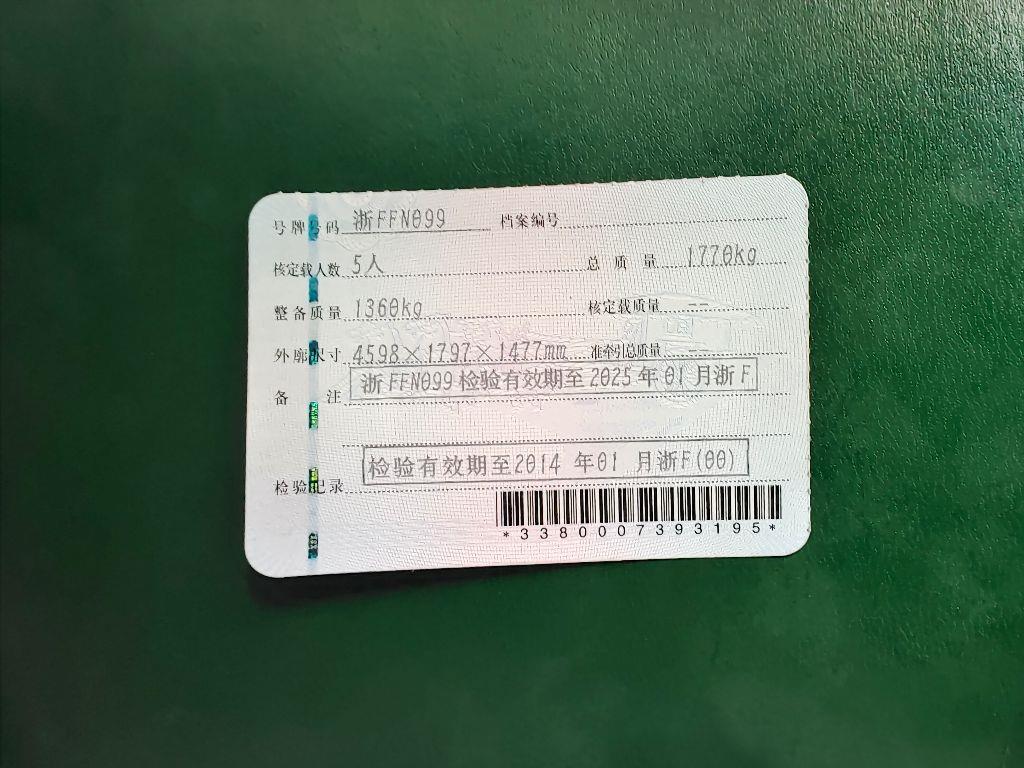 号牌号码 浙FFN099 档案编号
核定载人数 5人 总质量 1770kg
整备质量 1360kg 核定载质量 --
外廓尺寸 4598×1797×1477mm 准牵引总质量
备注 浙FFN099检验有效期至2025年01月浙F
检验记录 检验有效期至2014年01月浙F(00)
*3380007393195*